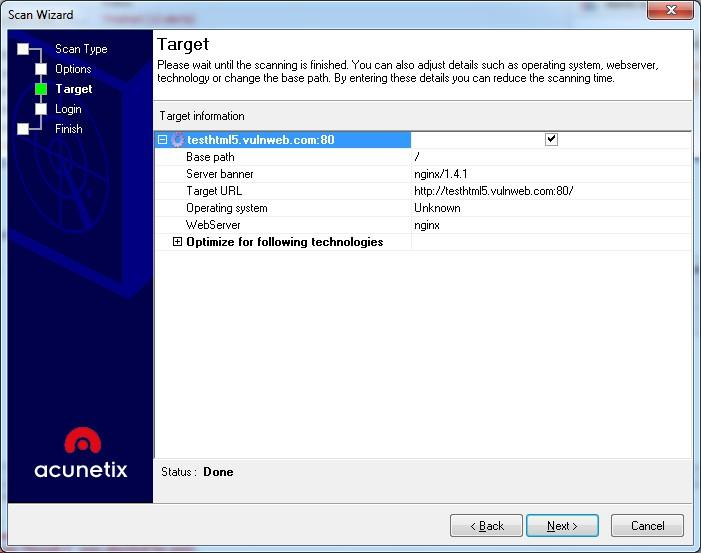 Scan Wizard
Scan Type
Options
Target
Login
Finish
acunetix
Target
Please wait until the scanning is finished. You can also adjust details such as operating system, webserver,
technology or change the base path. By entering these details you can reduce the scanning time.
Target information
testhtml5.vulnweb.com:80
Base path /
Server banner nginx/1.4.1
Target URL http://testhtml5.vulnweb.com:80/
Operating system Unknown
WebServer nginx
Optimize for following technologies
Status : Done
< Back Next > Cancel